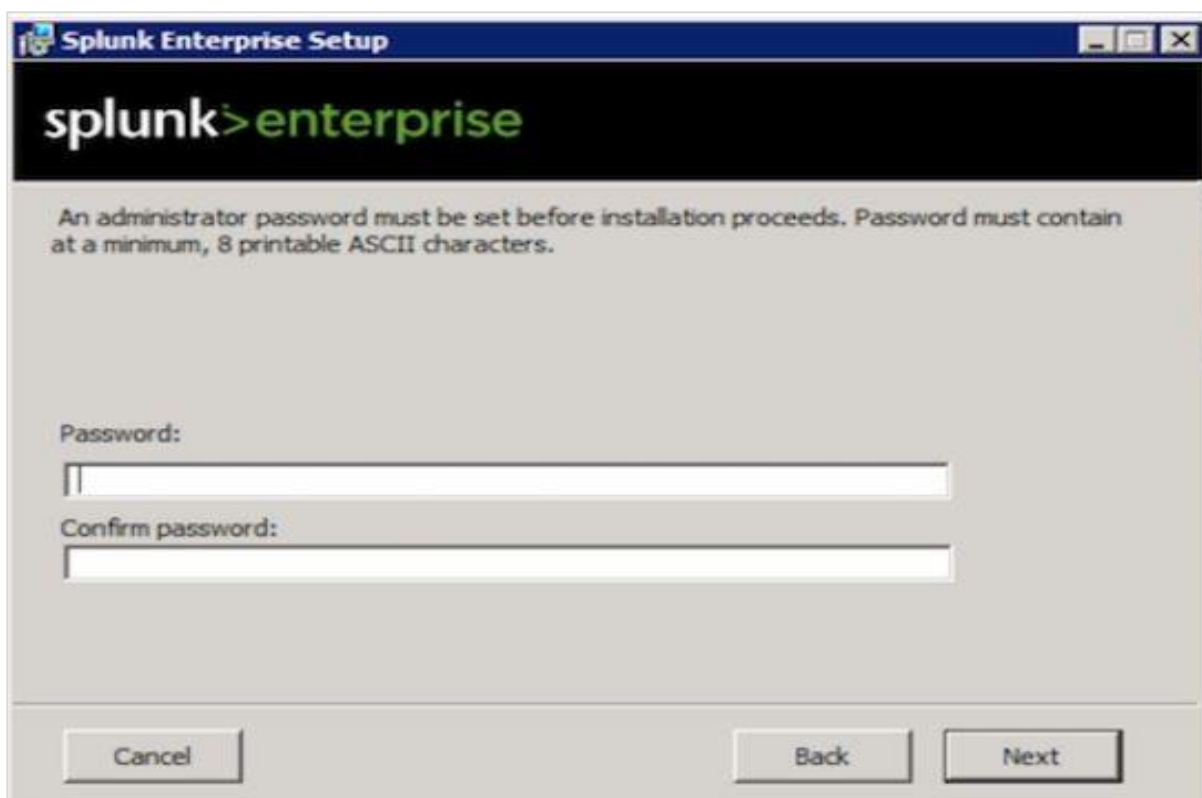 Splunk Enterprise Setup
splunk>enterprise
An administrator password must be set before installation proceeds. Password must contain
at a minimum, 8 printable ASCII characters.
Password:
Confirm password:
Cancel
Back
Next